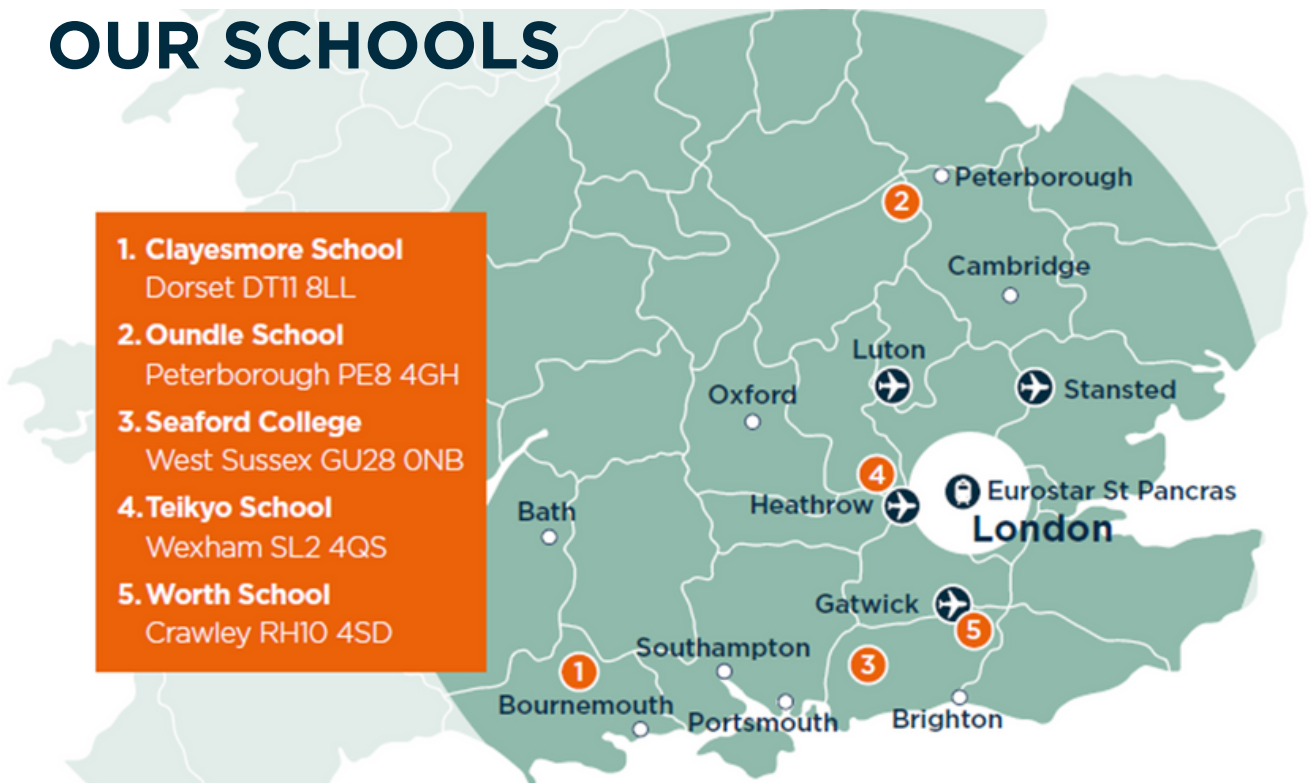 OUR SCHOOLS
1. Clayesmore School
Dorset DT11 8LL
2. Oundle School
Peterborough PE8 4GH
3. Seaford College
West Sussex GU28 0NB
4. Teikyo School
Wexham SL2 4QS
5. Worth School
Crawley RH10 4SD
Peterborough
2
Cambridge
Luton
Oxford
Stansted
4
Eurostar St Pancras
Heathrow
London
Bath
Gatwick
5
Southampton
3
1
Bournemouth
Portsmouth
Brighton